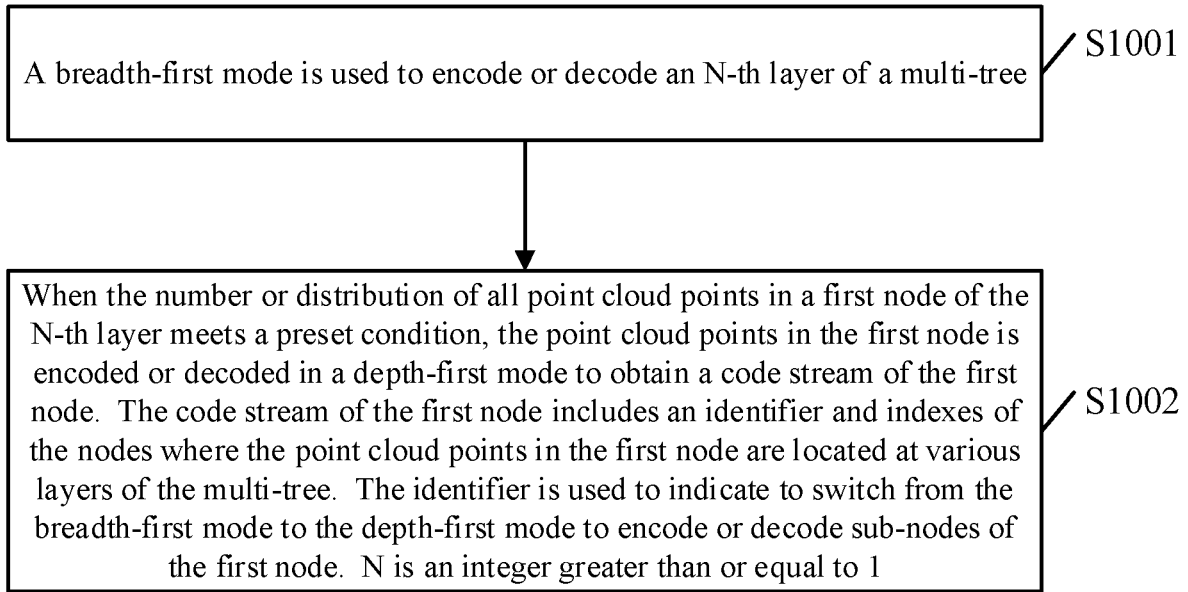 A breadth-first mode is used to encode or decode an N-th layer of a multi-tree
S1001
When the number or distribution of all point cloud points in a first node of the
N-th layer meets a preset condition, the point cloud points in the first node is
encoded or decoded in a depth-first mode to obtain a code stream of the first
node. The code stream of the first node includes an identifier and indexes of
the nodes where the point cloud points in the first node are located at various
layers of the multi-tree. The identifier is used to indicate to switch from the
breadth-first mode to the depth-first mode to encode or decode sub-nodes of
the first node. N is an integer greater than or equal to 1
S1002